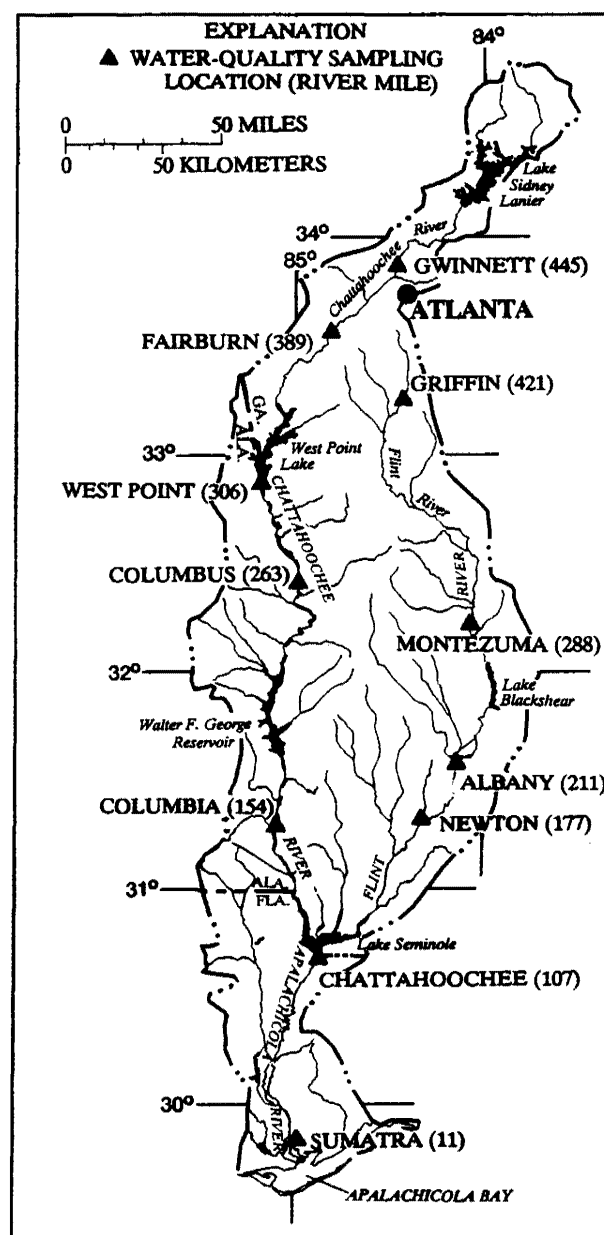 EXPLANATION
▲ WATER-QUALITY SAMPLING
LOCATION (RIVER MILE)
84°
0 50 MILES
0 50 KILOMETERS
Lake
Sidney
Lanier
34°
River
85°
GWINNETT (445)
Chattahoochee
ATLANTA
FAIRBURN (389)
GRIFFIN (421)
GA.
ALA.
33°
West Point
Lake
Flint
WEST POINT (306)
CHATTAHOOCHEE
River
RIVER
COLUMBUS (263)
MONTEZUMA (288)
32°
Lake
Blackshear
Walter F. George
Reservoir
ALBANY (211)
COLUMBIA (154)
NEWTON (177)
RIVER
FLINT
31°
ALA.
FLA.
Lake Seminole
CHATTAHOOCHEE (107)
APALACHICOLA
30°
RIVER
SUMATRA (11)
APALACHICOLA BAY